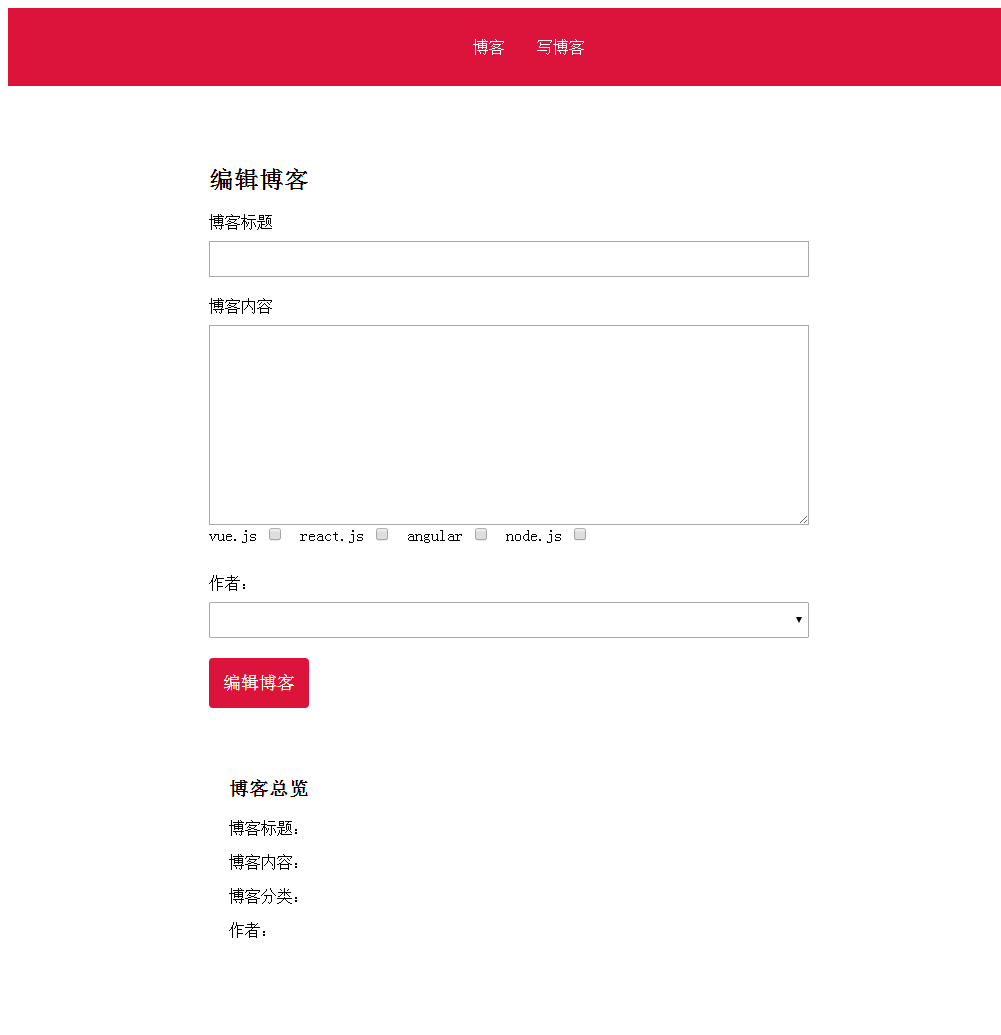 博客 写博客
编辑博客
博客标题
博客内容
vue.js react.js angular node.js
作者：
编辑博客
博客总览
博客标题：
博客内容：
博客分类：
作者：